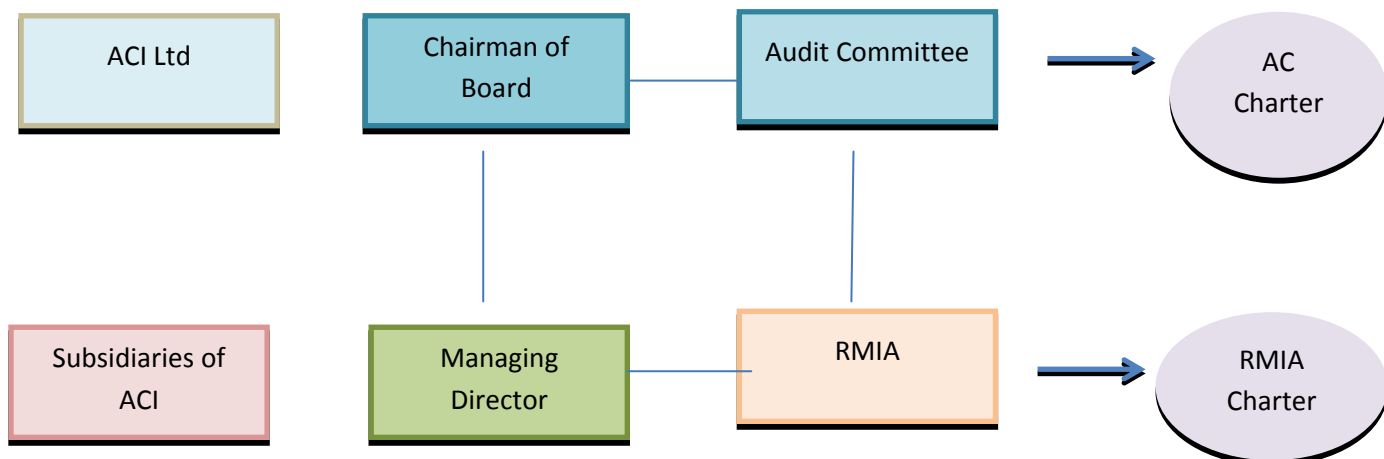 ACI Ltd
Chairman of
Board
Audit Committee
AC
Charter
Subsidiaries of
ACI
Managing
Director
RMIA
RMIA
Charter